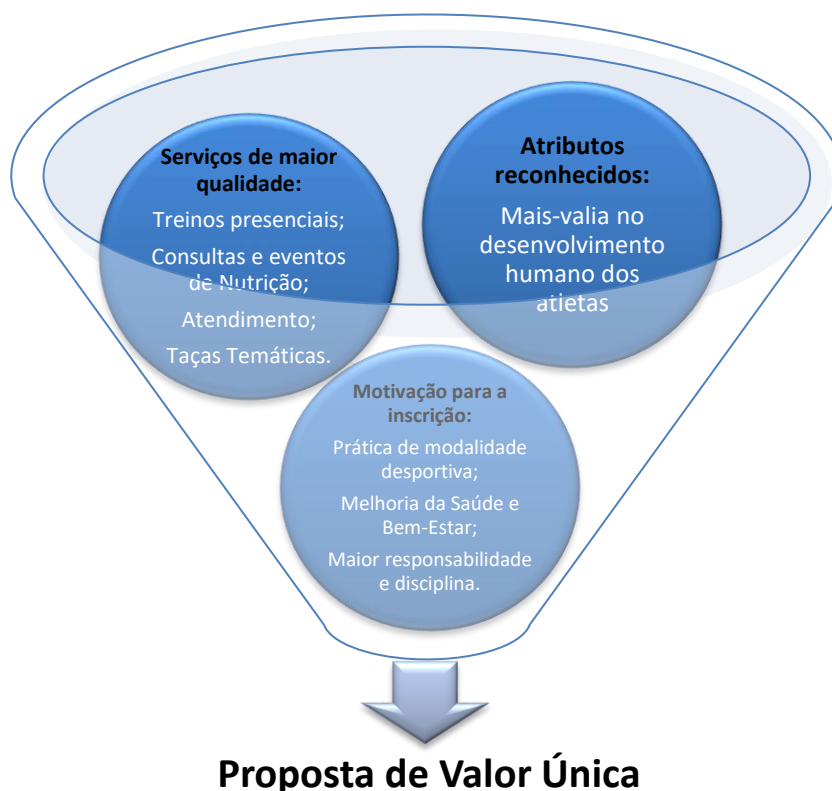 Serviços de maior
qualidade:
Treinos presenciais;
Consultas e eventos
de Nutrição;
Atendimento;
Taças Temáticas.
Atributos
reconhecidos:
Mais-valia no
desenvolvimento
humano dos
atletas
Motivação para a
inscrição:
Prática de modalidade
desportiva;
Melhoria da Saúde e
Bem-Estar;
Maior responsabilidade
e disciplina.
Proposta de Valor Única